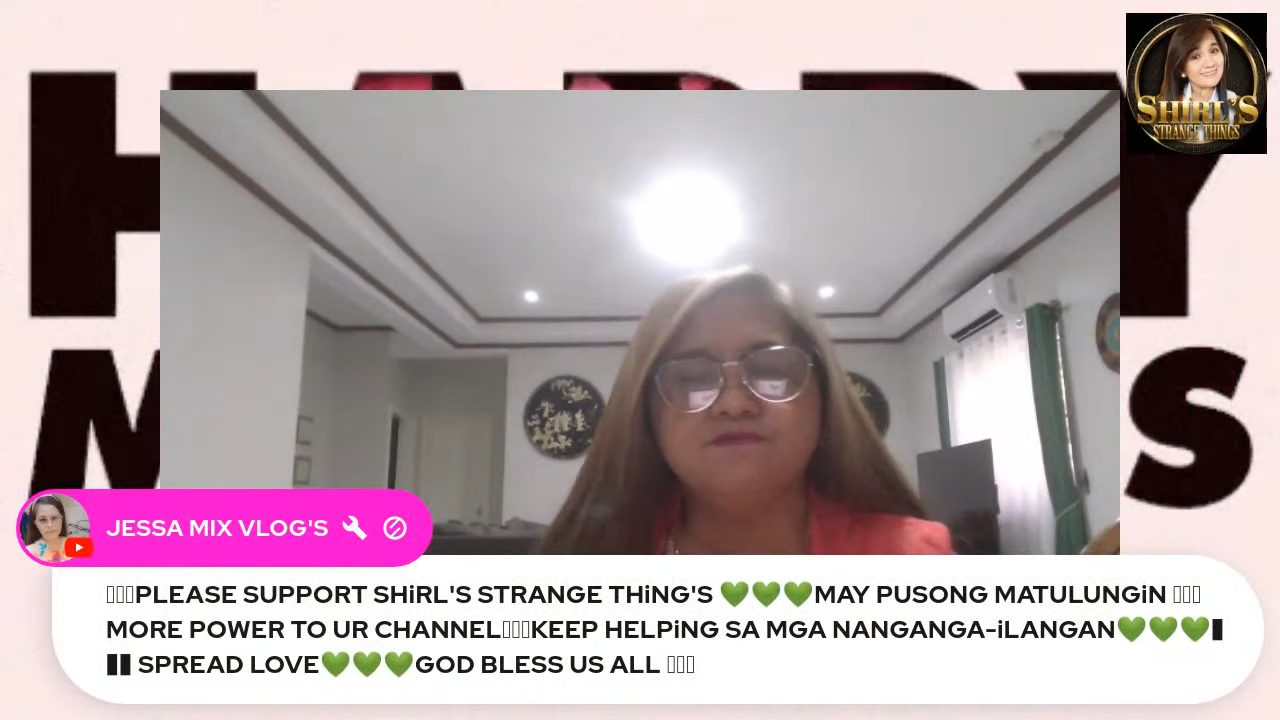 HAPPY
SHIRL'S
STRANGE THINGS
M S
JESSA MIX VLOG'S
PLEASE SUPPORT SHiRL'S STRANGE THiNG'S 💚💚💚MAY PUSONG MATULUNGiN
MORE POWER TO UR CHANNEL KEEP HELPiNG SA MGA NANGANGA-iLANGAN💚💚💚
SPREAD LOVE💚💚💚GOD BLESS US ALL